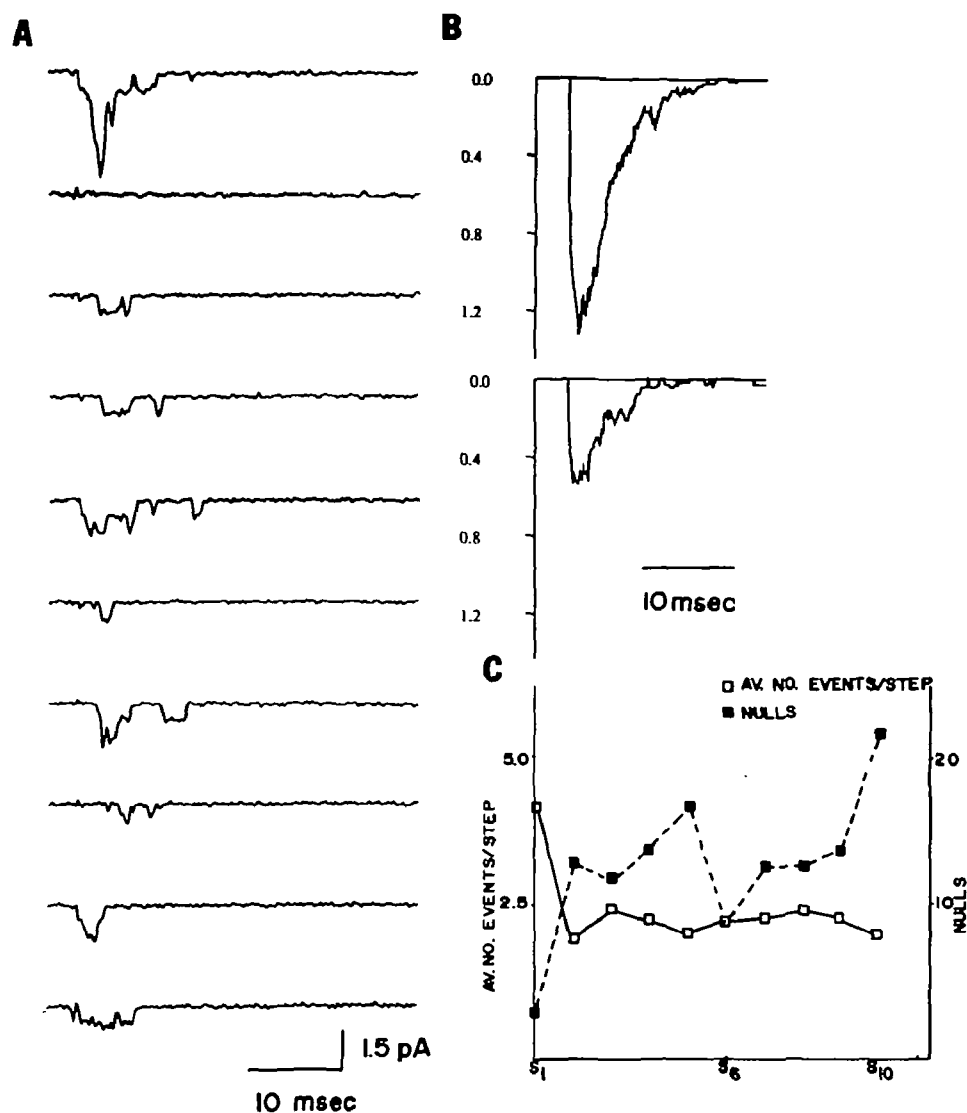 A
1.5 pA
10 msec
B
0.0
0.4
0.8
1.2
0.0
0.4
0.8
1.2
10 msec
C
AV. NO. EVENTS/STEP
NULLS
5.0
2.5
AV. NO. EVENTS/STEP
20
10
NULLS
S1
S6
S10